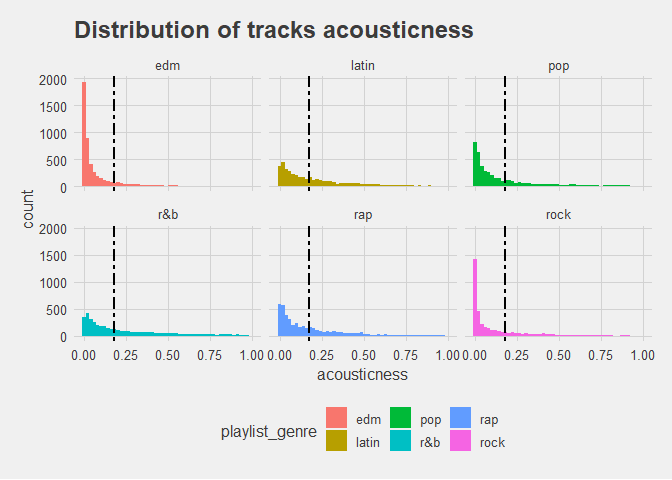 Distribution of tracks acousticness
edm latin pop
2000
1500
1000
500
0
count
r&b rap rock
2000
1500
1000
500
0
0.00 0.25 0.50 0.75 1.00 0.00 0.25 0.50 0.75 1.00 0.00 0.25 0.50 0.75 1.00
acousticness
playlist_genre edm pop rap
latin r&b rock